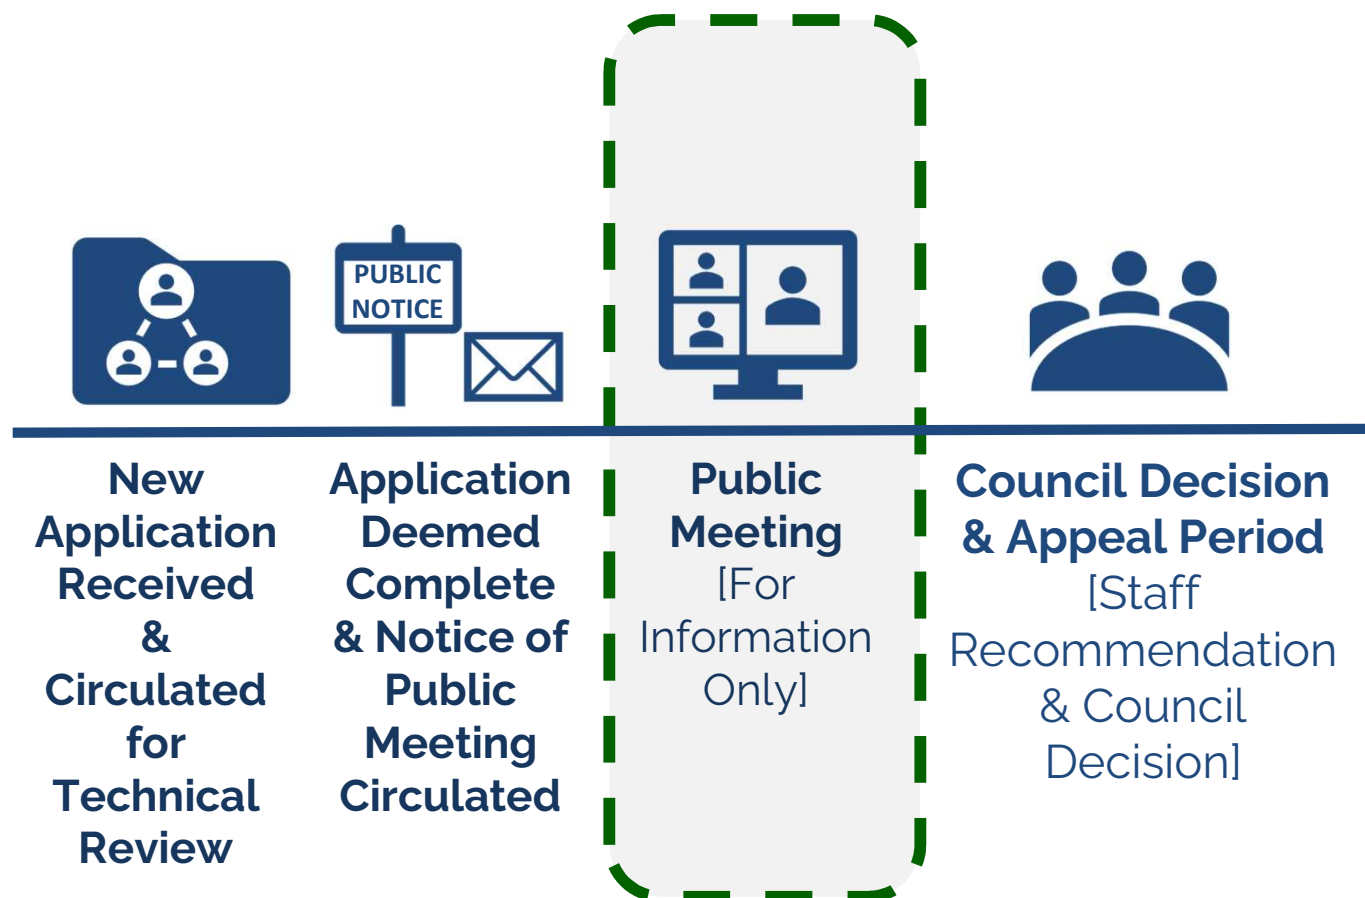 PUBLIC
NOTICE
New
Application
Received
&
Circulated
for
Technical
Review
Application
Deemed
Complete
& Notice of
Public
Meeting
Circulated
Public
Meeting
[For
Information
Only]
Council Decision
& Appeal Period
[Staff
Recommendation
& Council
Decision]